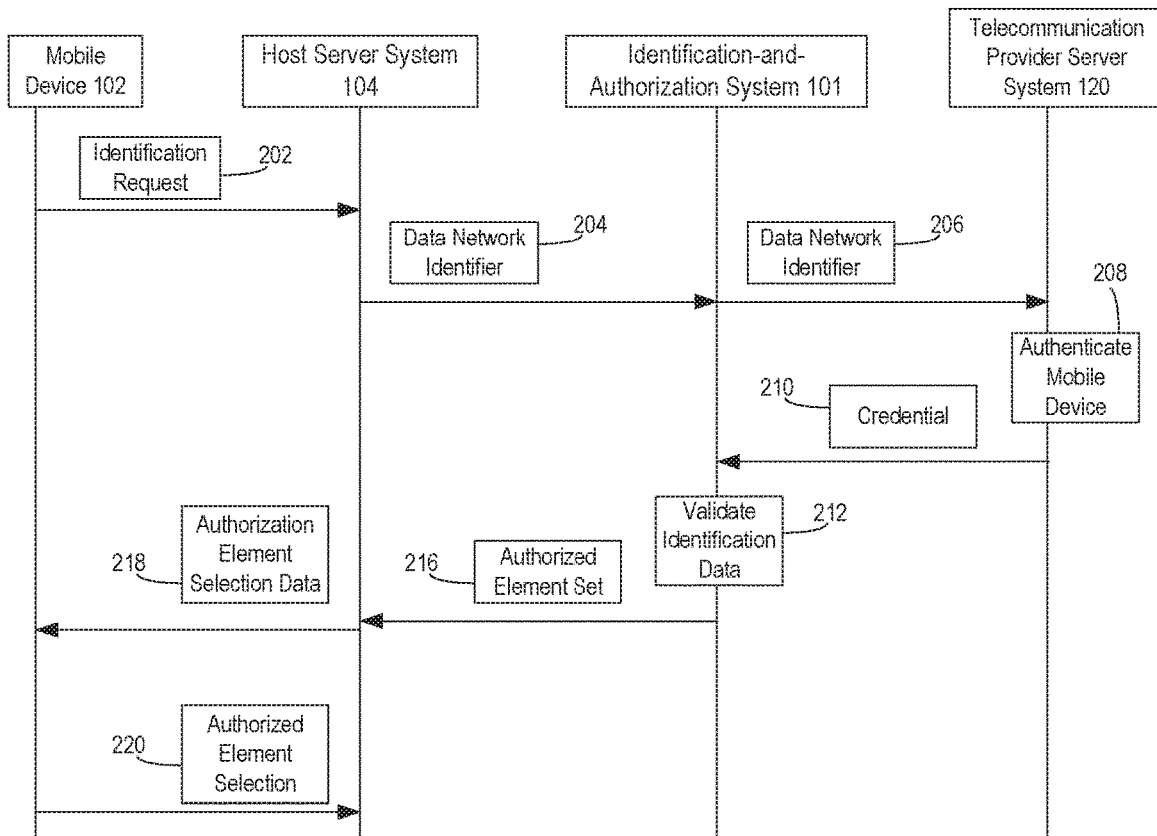 Mobile
Device 102
Host Server System
104
Identification-and-
Authorization System 101
Telecommunication
Provider Server
System 120
Identification
Request
202
Data Network
Identifier
204
Data Network
Identifier
206
208
Authenticate
Mobile
Device
210
Credential
Validate
Identification
Data
212
Authorization
Element
Selection Data
218
216
Authorized
Element Set
Authorized
Element
Selection
220